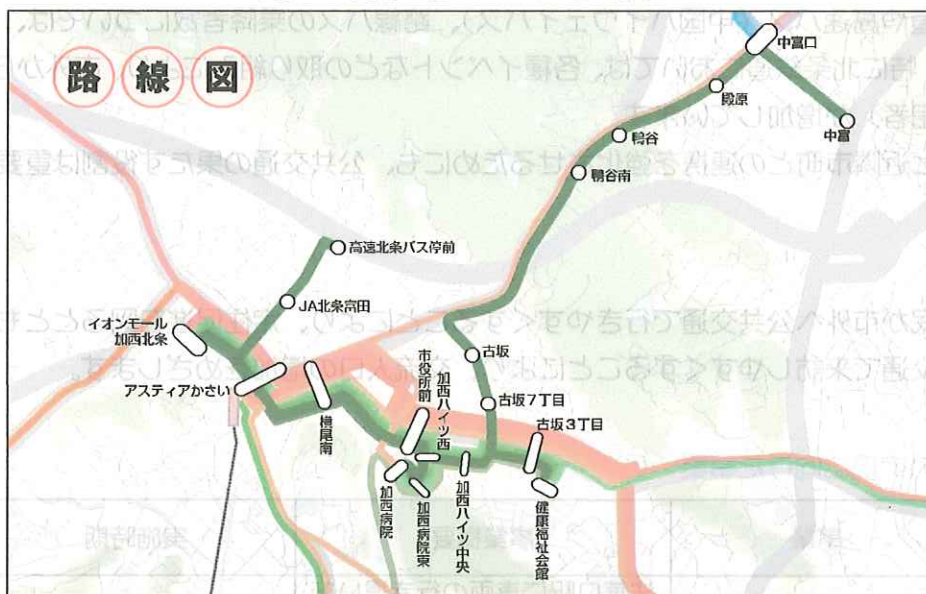 路線図
中富口
殿原
中富
鴨谷
鴨谷南
高速北条バス停前
JA北条富田
イオンモール
加西北条
アスティアかさい
横尾南
市役所前
加西ハイツ西
古坂
古坂7丁目
古坂3丁目
加西病院
加西病院東
加西ハイツ中央
健康福祉会館